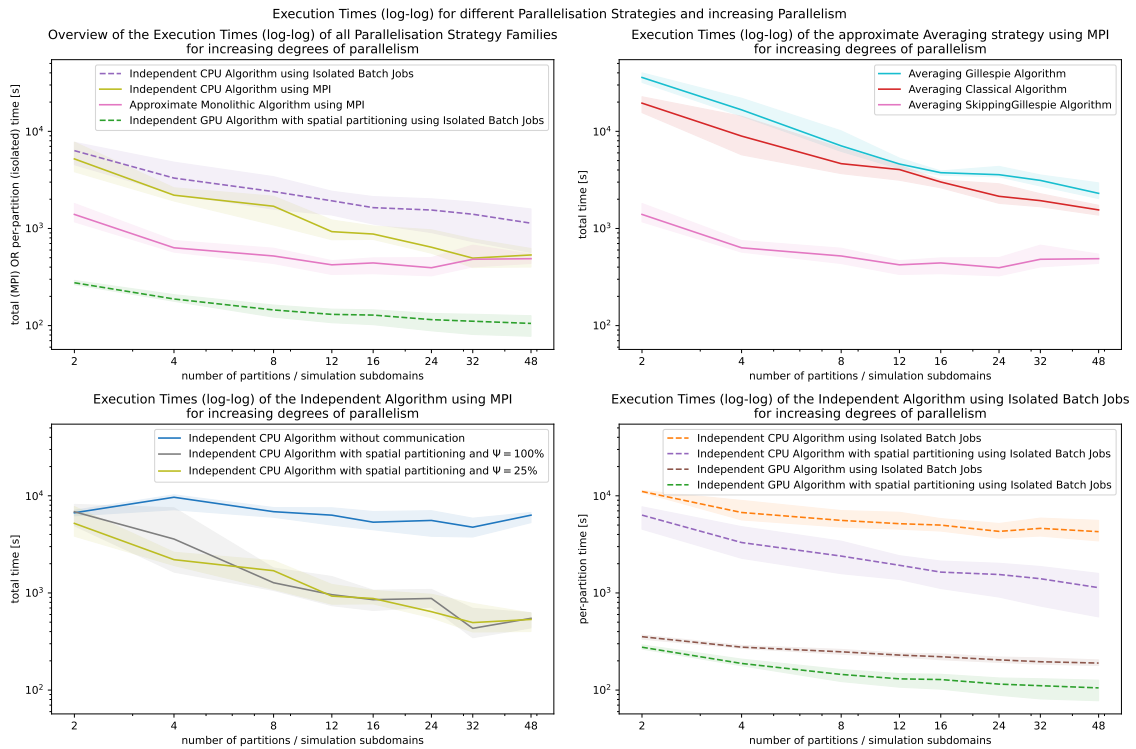 Execution Times (log-log) for different Parallelisation Strategies and increasing Parallelism
Overview of the Execution Times (log-log) of all Parallelisation Strategy Families
for increasing degrees of parallelism
total (MPI) OR per-partition (isolated) time [s]
10⁴
10³
10²
Independent CPU Algorithm using Isolated Batch Jobs
Independent CPU Algorithm using MPI
Approximate Monolithic Algorithm using MPI
Independent GPU Algorithm with spatial partitioning using Isolated Batch Jobs
2 4 8 12 16 24 32 48
number of partitions / simulation subdomains
Execution Times (log-log) of the approximate Averaging strategy using MPI
for increasing degrees of parallelism
total time [s]
10⁴
10³
10²
Averaging Gillespie Algorithm
Averaging Classical Algorithm
Averaging SkippingGillespie Algorithm
2 4 8 12 16 24 32 48
number of partitions / simulation subdomains
Execution Times (log-log) of the Independent Algorithm using MPI
for increasing degrees of parallelism
total time [s]
10⁴
10³
10²
Independent CPU Algorithm without communication
Independent CPU Algorithm with spatial partitioning and Ψ = 100%
Independent CPU Algorithm with spatial partitioning and Ψ = 25%
2 4 8 12 16 24 32 48
number of partitions / simulation subdomains
Execution Times (log-log) of the Independent Algorithm using Isolated Batch Jobs
for increasing degrees of parallelism
per-partition time [s]
10⁴
10³
10²
Independent CPU Algorithm using Isolated Batch Jobs
Independent CPU Algorithm with spatial partitioning using Isolated Batch Jobs
Independent GPU Algorithm using Isolated Batch Jobs
Independent GPU Algorithm with spatial partitioning using Isolated Batch Jobs
2 4 8 12 16 24 32 48
number of partitions / simulation subdomains